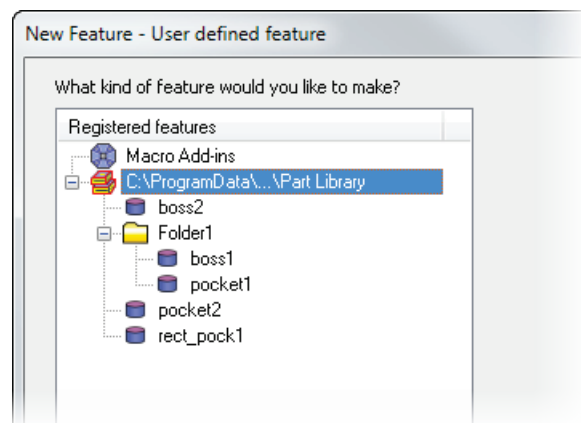 New Feature - User defined feature
What kind of feature would you like to make?
Registered features
Macro Add-ins
C:\ProgramData\...\Part Library
boss2
Folder1
boss1
pocket1
pocket2
rect_pock1